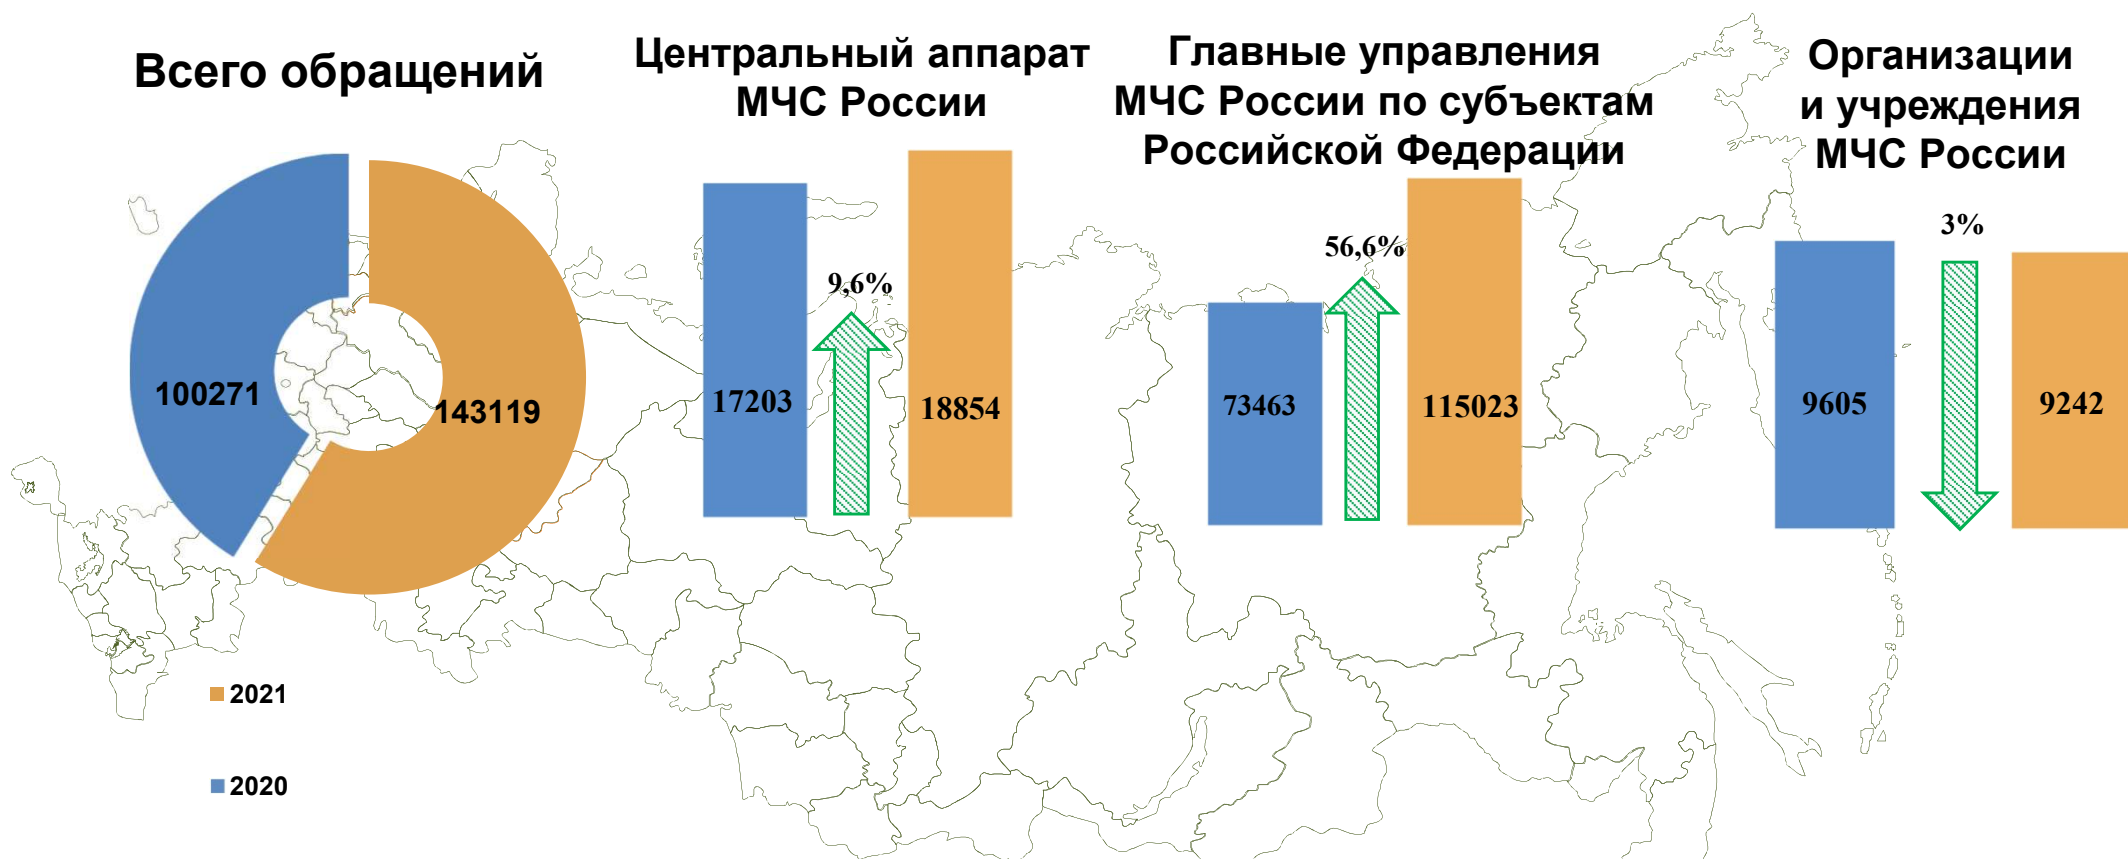 Всего обращений
100271
143119
2021
2020
Центральный аппарат
МЧС России
17203
9,6%
18854
Главные управления
МЧС России по субъектам
Российской Федерации
73463
56,6%
115023
Организации
и учреждения
МЧС России
9605
3%
9242